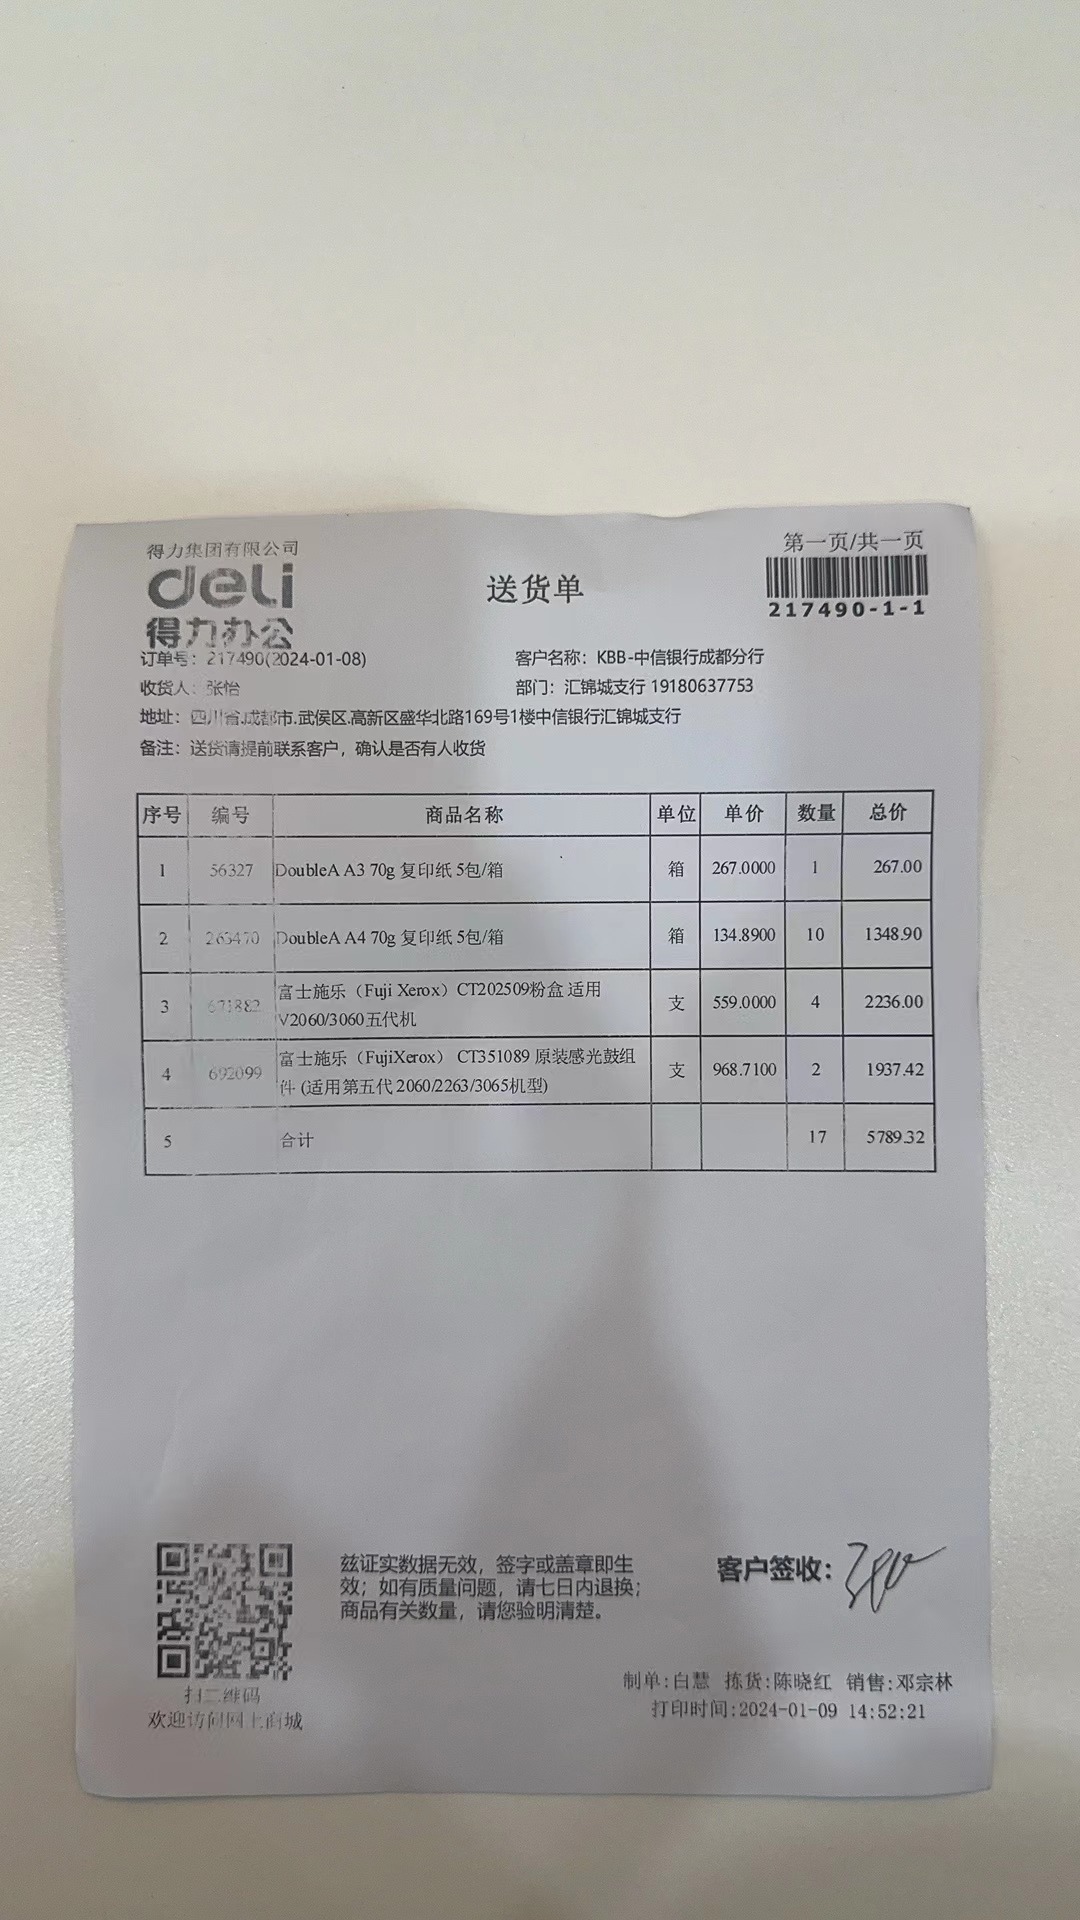 得力集团有限公司
第一页/共一页
deli
得力办公
送货单
217490-1-1
订单号：217490(2024-01-08)
客户名称：KBB-中信银行成都分行
收货人：张怡
部门：汇锦城支行 19180637753
地址：四川省.成都市.武侯区.高新区盛华北路169号1楼中信银行汇锦城支行
备注：送货请提前联系客户，确认是否有人收货
序号 编号 商品名称 单位 单价 数量 总价
1 56327 DoubleA A3 70g 复印纸 5包/箱 箱 267.0000 1 267.00
2 263470 DoubleA A4 70g 复印纸 5包/箱 箱 134.8900 10 1348.90
3 671882 富士施乐（Fuji Xerox）CT202509粉盒 适用 支 559.0000 4 2236.00
V2060/3060五代机
4 692099 富士施乐（FujiXerox） CT351089 原装感光鼓组 支 968.7100 2 1937.42
件 (适用第五代 2060/2263/3065机型)
5 合计 17 5789.32
兹证实数据无效，签字或盖章即生
效；如有质量问题，请七日内退换；
商品有关数量，请您验明清楚。
客户签收：
扫二维码
欢迎访问网上商城
制单:白慧 拣货:陈晓红 销售:邓宗林
打印时间:2024-01-09 14:52:21